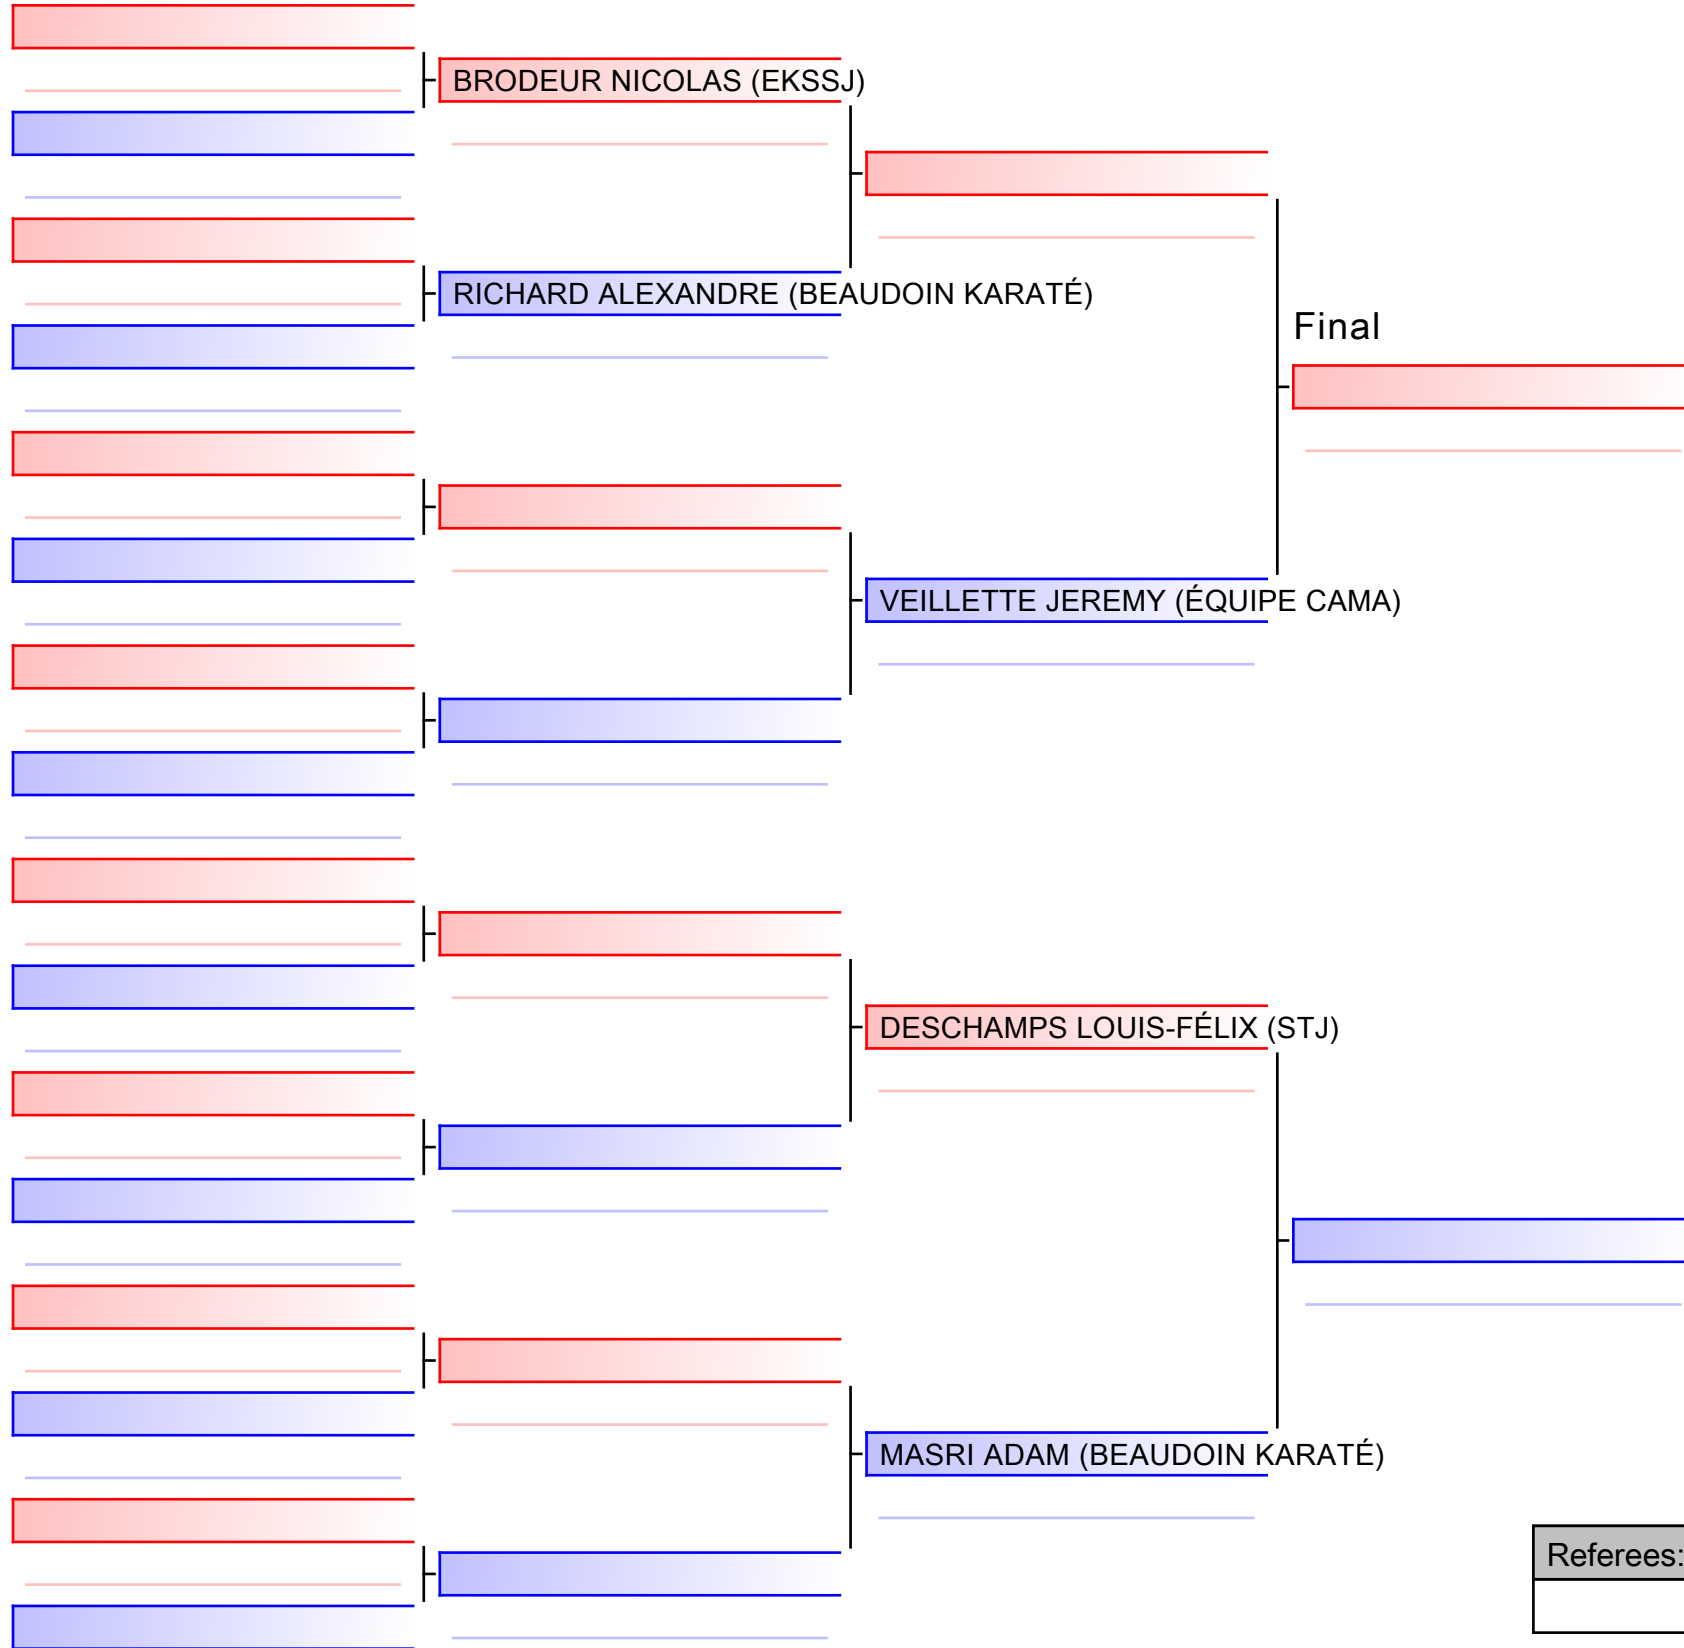 BRODEUR NICOLAS (EKSSJ)
RICHARD ALEXANDRE (BEAUDOIN KARATÉ)
Final
VEILLETTE JEREMY (ÉQUIPE CAMA)
DESCHAMPS LOUIS-FÉLIX (STJ)
MASRI ADAM (BEAUDOIN KARATÉ)
Referees: